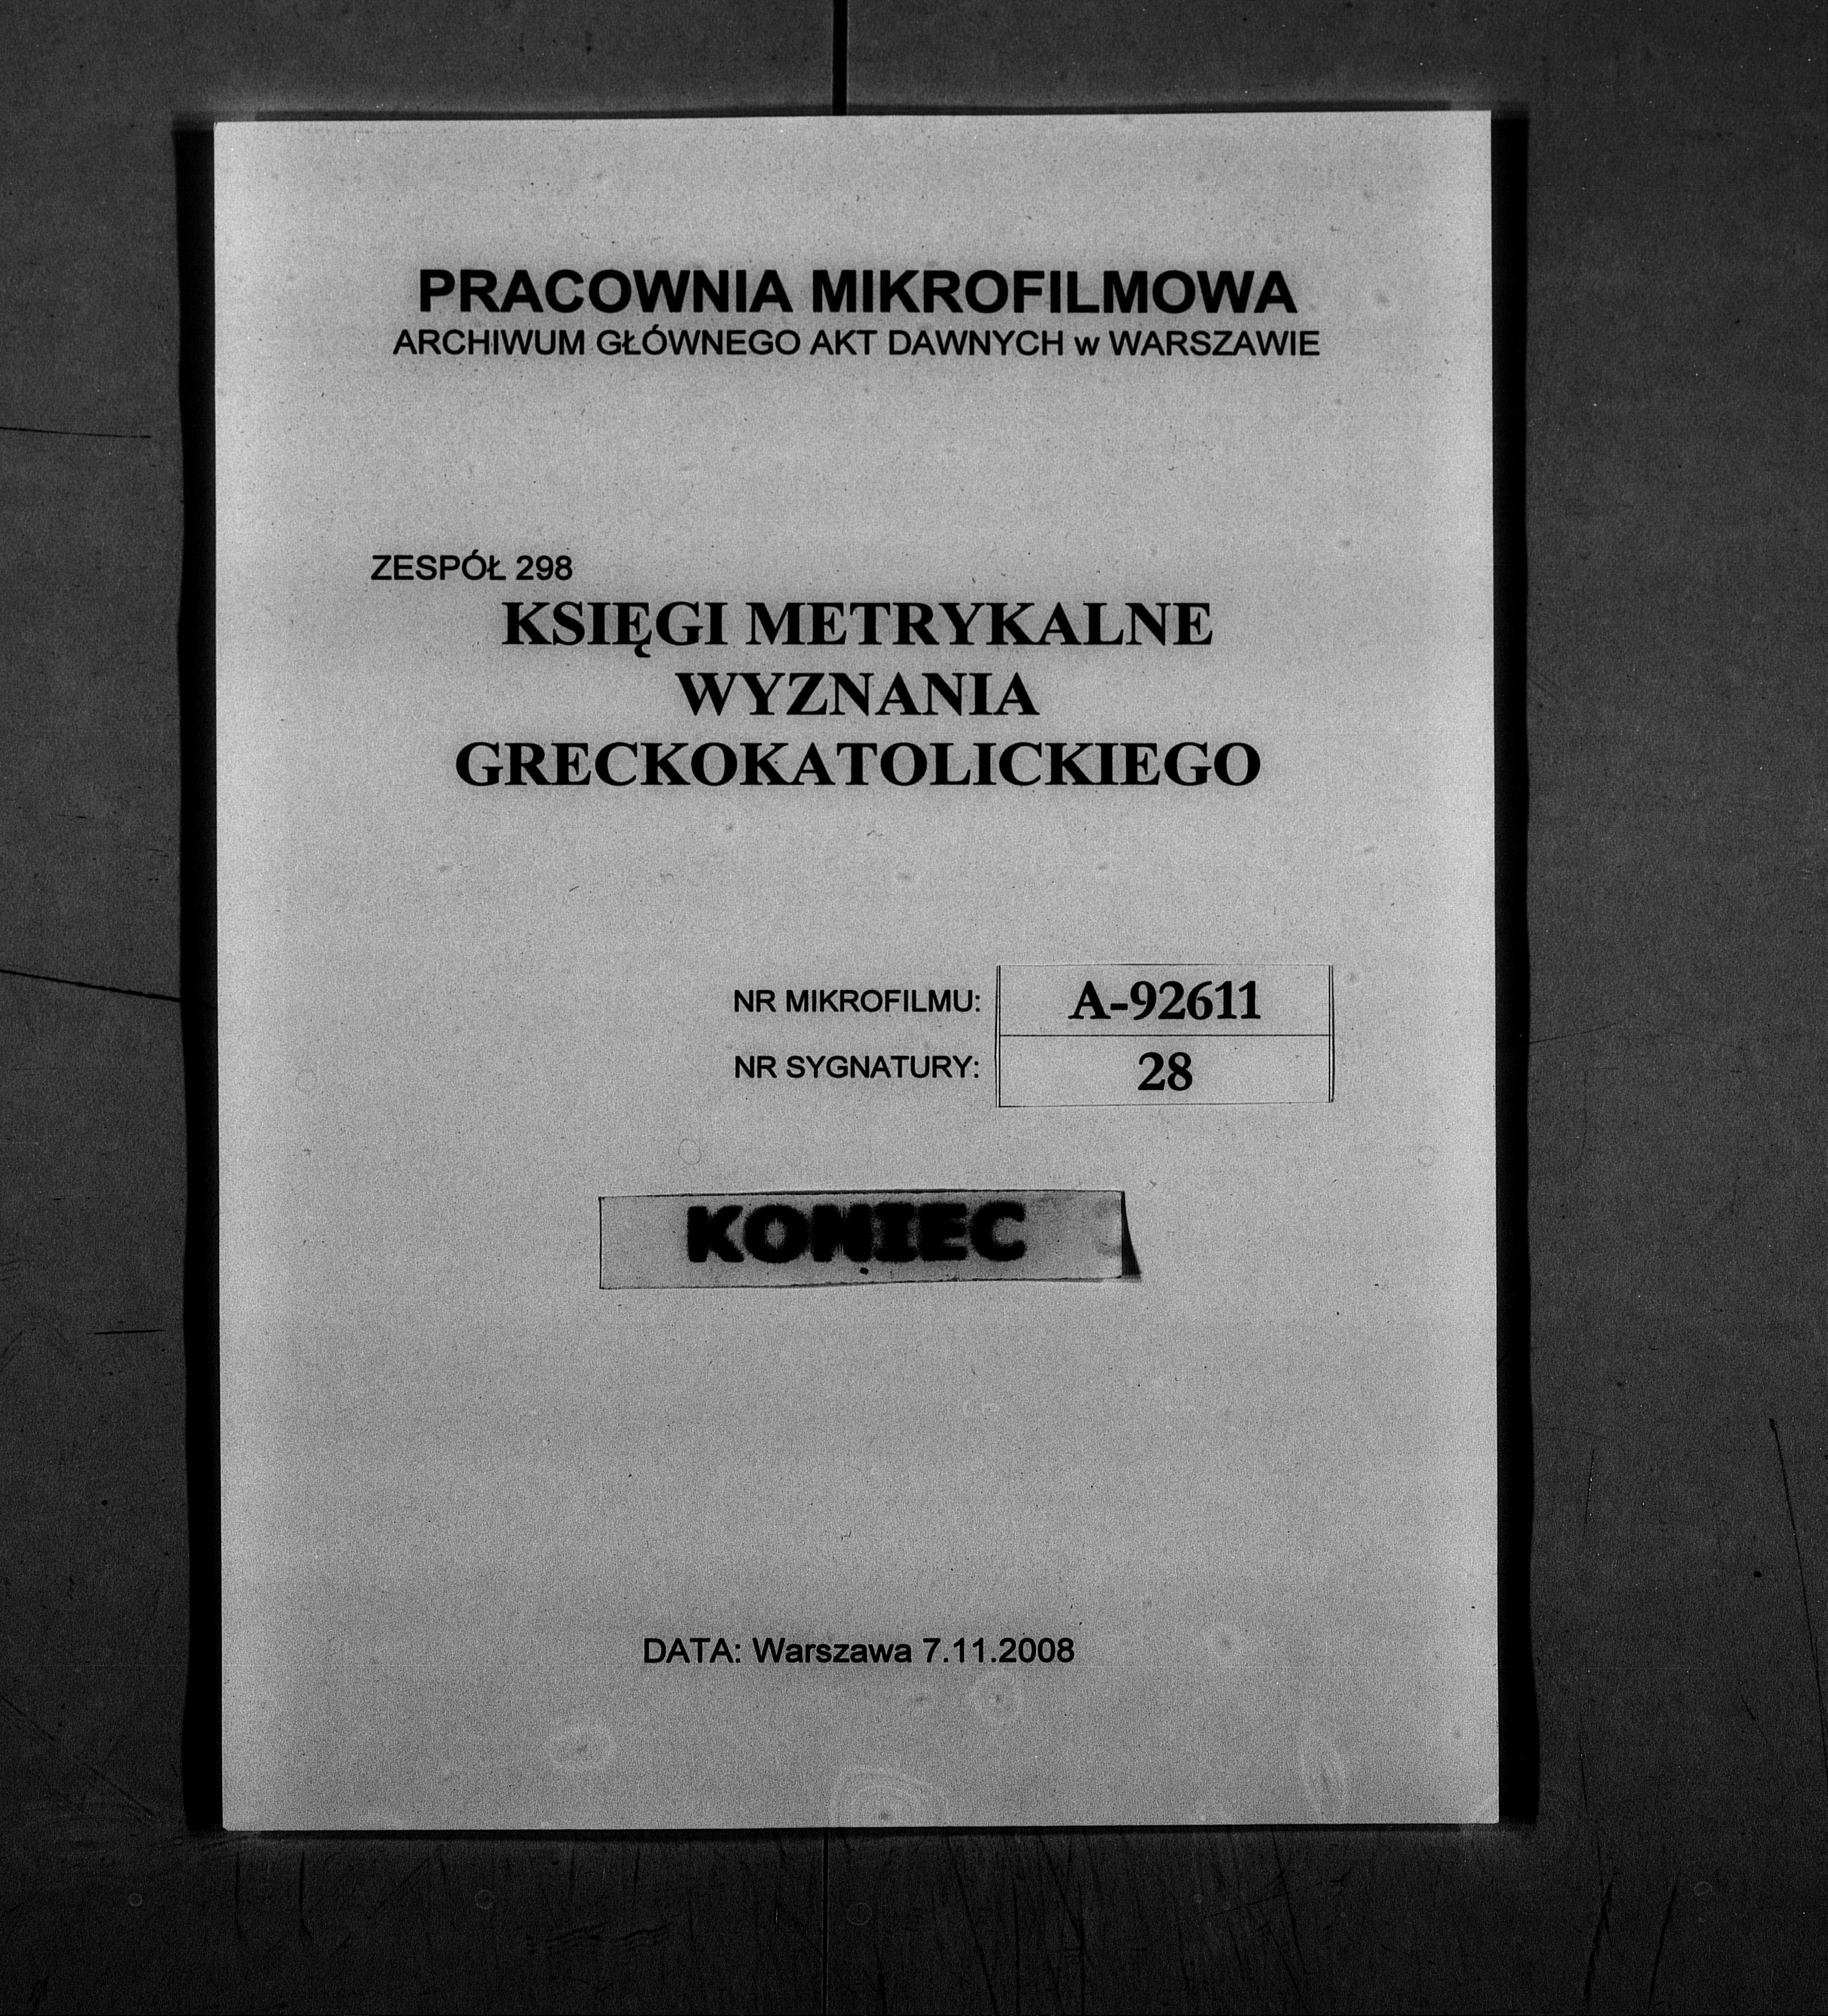 PRACOWNIA MIKROFILMOWA
ARCHIWUM GŁÓWNEGO AKT DAWNYCH w WARSZAWIE
ZESPÓŁ 298
KSIĘGI METRYKALNE
WYZNANIA
GRECKOKATOLICKIEGO
NR MIKROFILMU: A-92611
NR SYGNATURY: 28
KONIEC
DATA: Warszawa 7.11.2008